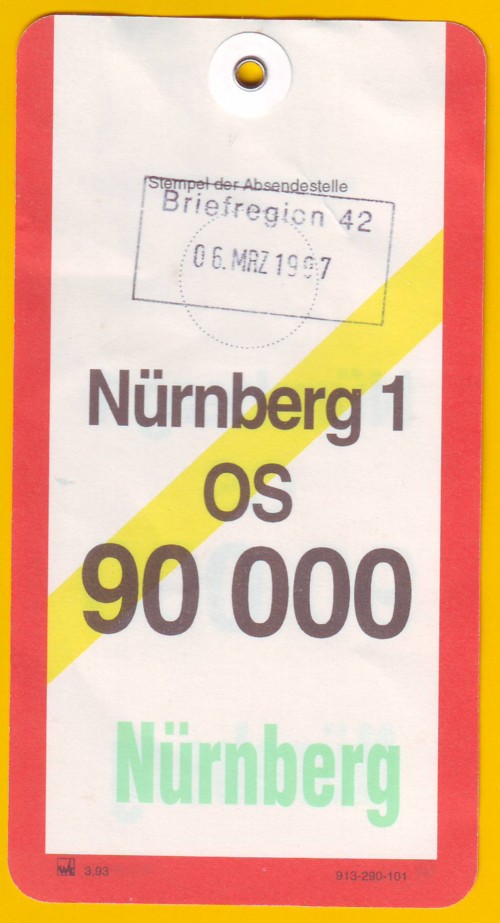 Stempel der Absendestelle
Briefregion 42
06. MRZ 1997
Nürnberg 1
OS
90 000
Nürnberg
3,93
913-290-101